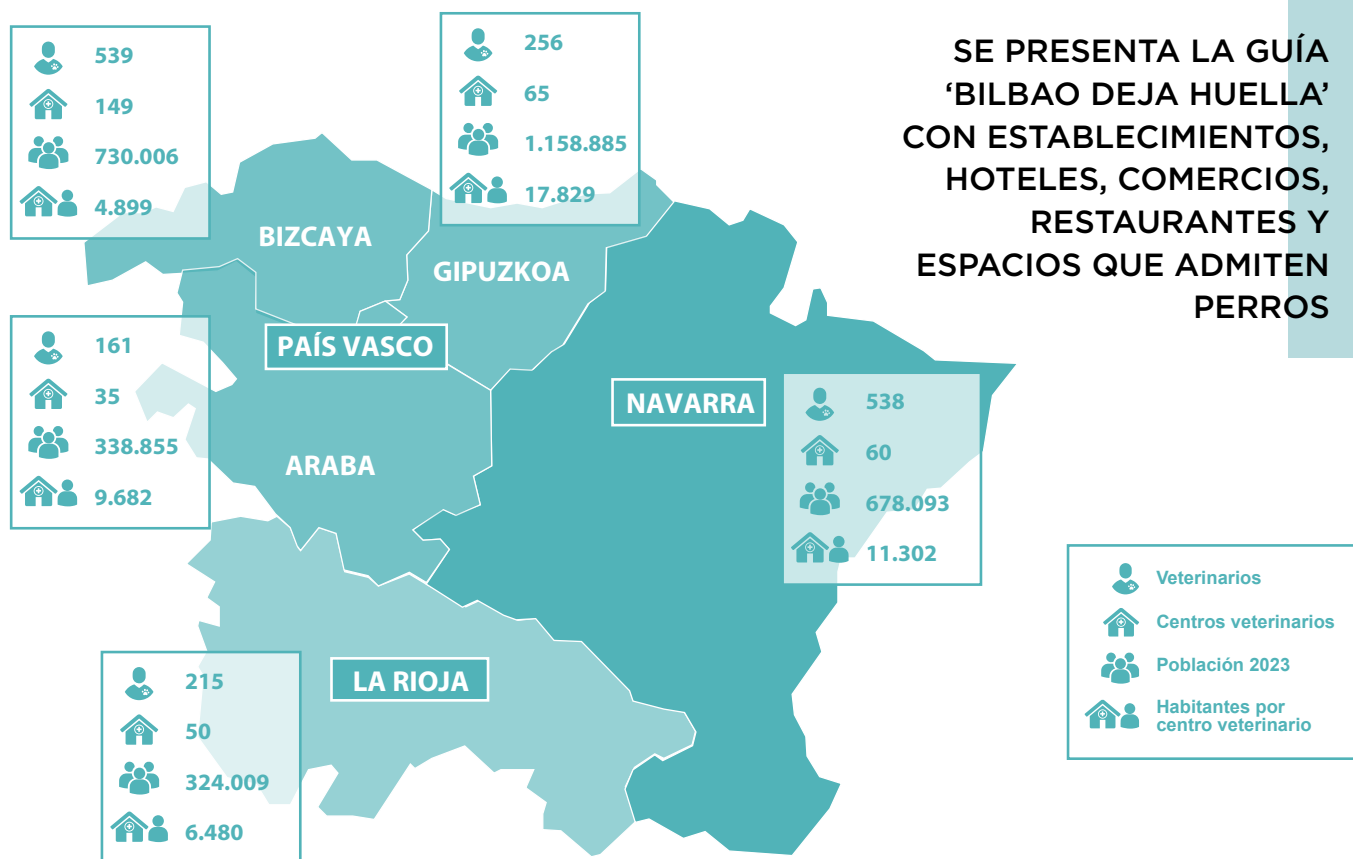 539
149
730.006
4.899
256
65
1.158.885
17.829
SE PRESENTA LA GUÍA
‘BILBAO DEJA HUELLA’
CON ESTABLECIMIENTOS,
HOTELES, COMERCIOS,
RESTAURANTES Y
ESPACIOS QUE ADMITEN
PERROS
BIZCAYA
GIPUZKOA
PAÍS VASCO
161
35
338.855
9.682
ARABA
NAVARRA
538
60
678.093
11.302
LA RIOJA
215
50
324.009
6.480
Veterinarios
Centros veterinarios
Población 2023
Habitantes por
centro veterinario